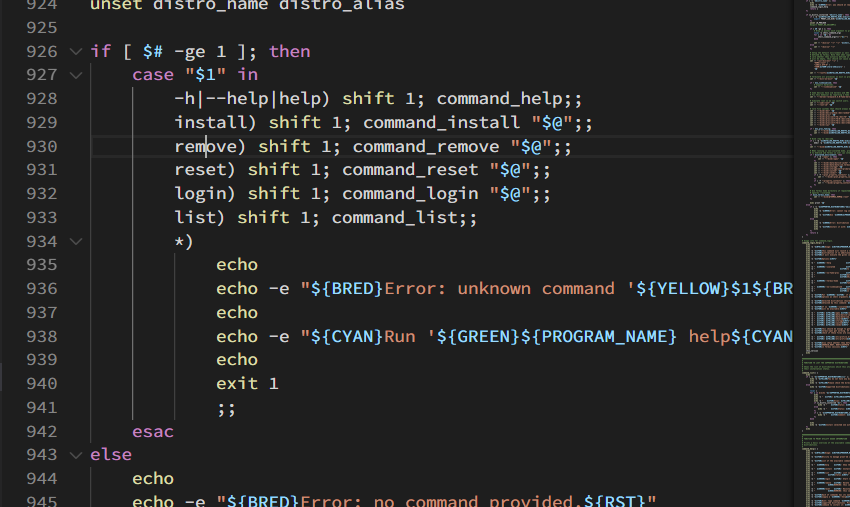 924 unset distro_name distro_alias
925
926 if [ $# -ge 1 ]; then
927 case "$1" in
928 -h|--help|help) shift 1; command_help;;
929 install) shift 1; command_install "$@";;
930 remove) shift 1; command_remove "$@";;
931 reset) shift 1; command_reset "$@";;
932 login) shift 1; command_login "$@";;
933 list) shift 1; command_list;;
934 *)
935 echo
936 echo -e "${BRED}Error: unknown command '${YELLOW}$1${BR
937 echo
938 echo -e "${CYAN}Run '${GREEN}${PROGRAM_NAME} help${CYAN
939 echo
940 exit 1
941 ;;
942 esac
943 else
944 echo
945 echo -e "${BRED}Error: no command provided.${RST}"